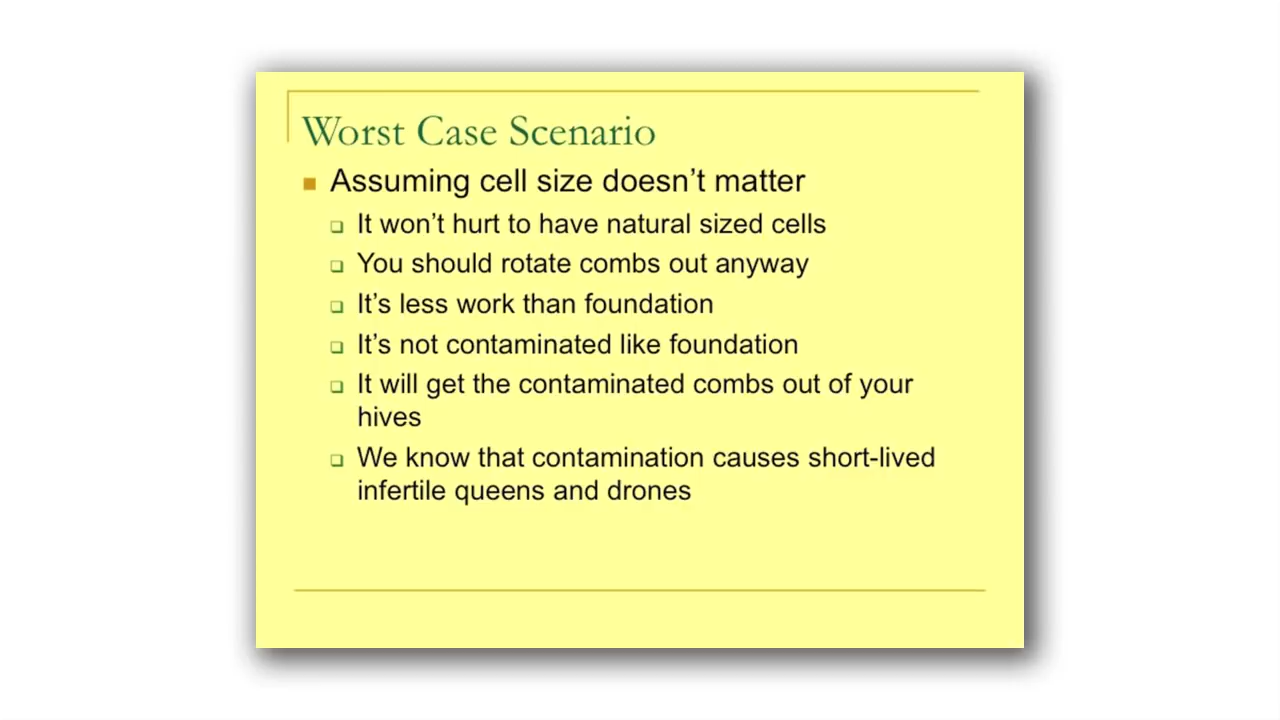 Worst Case Scenario
Assuming cell size doesn’t matter
It won’t hurt to have natural sized cells
You should rotate combs out anyway
It’s less work than foundation
It’s not contaminated like foundation
It will get the contaminated combs out of your
hives
We know that contamination causes short-lived
infertile queens and drones